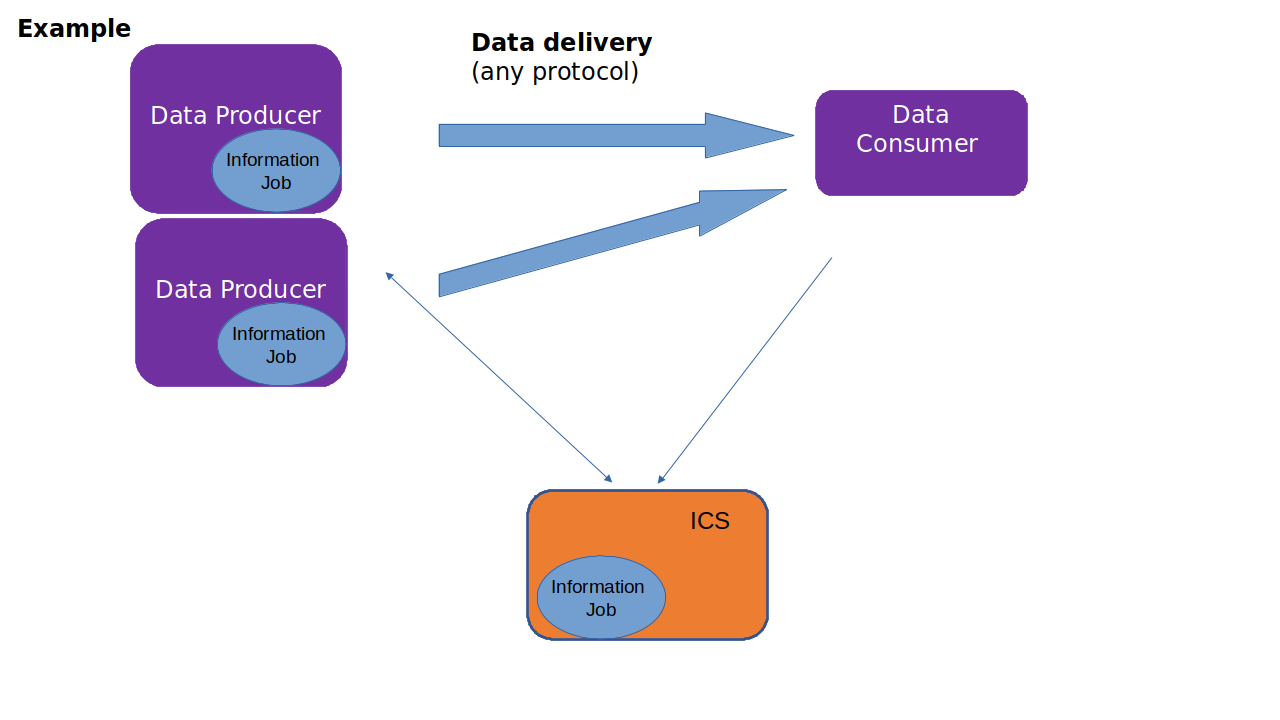 Example
Data delivery
(any protocol)
Data Producer
Information
Job
Data
Consumer
Data Producer
Information
Job
ICS
Information
Job